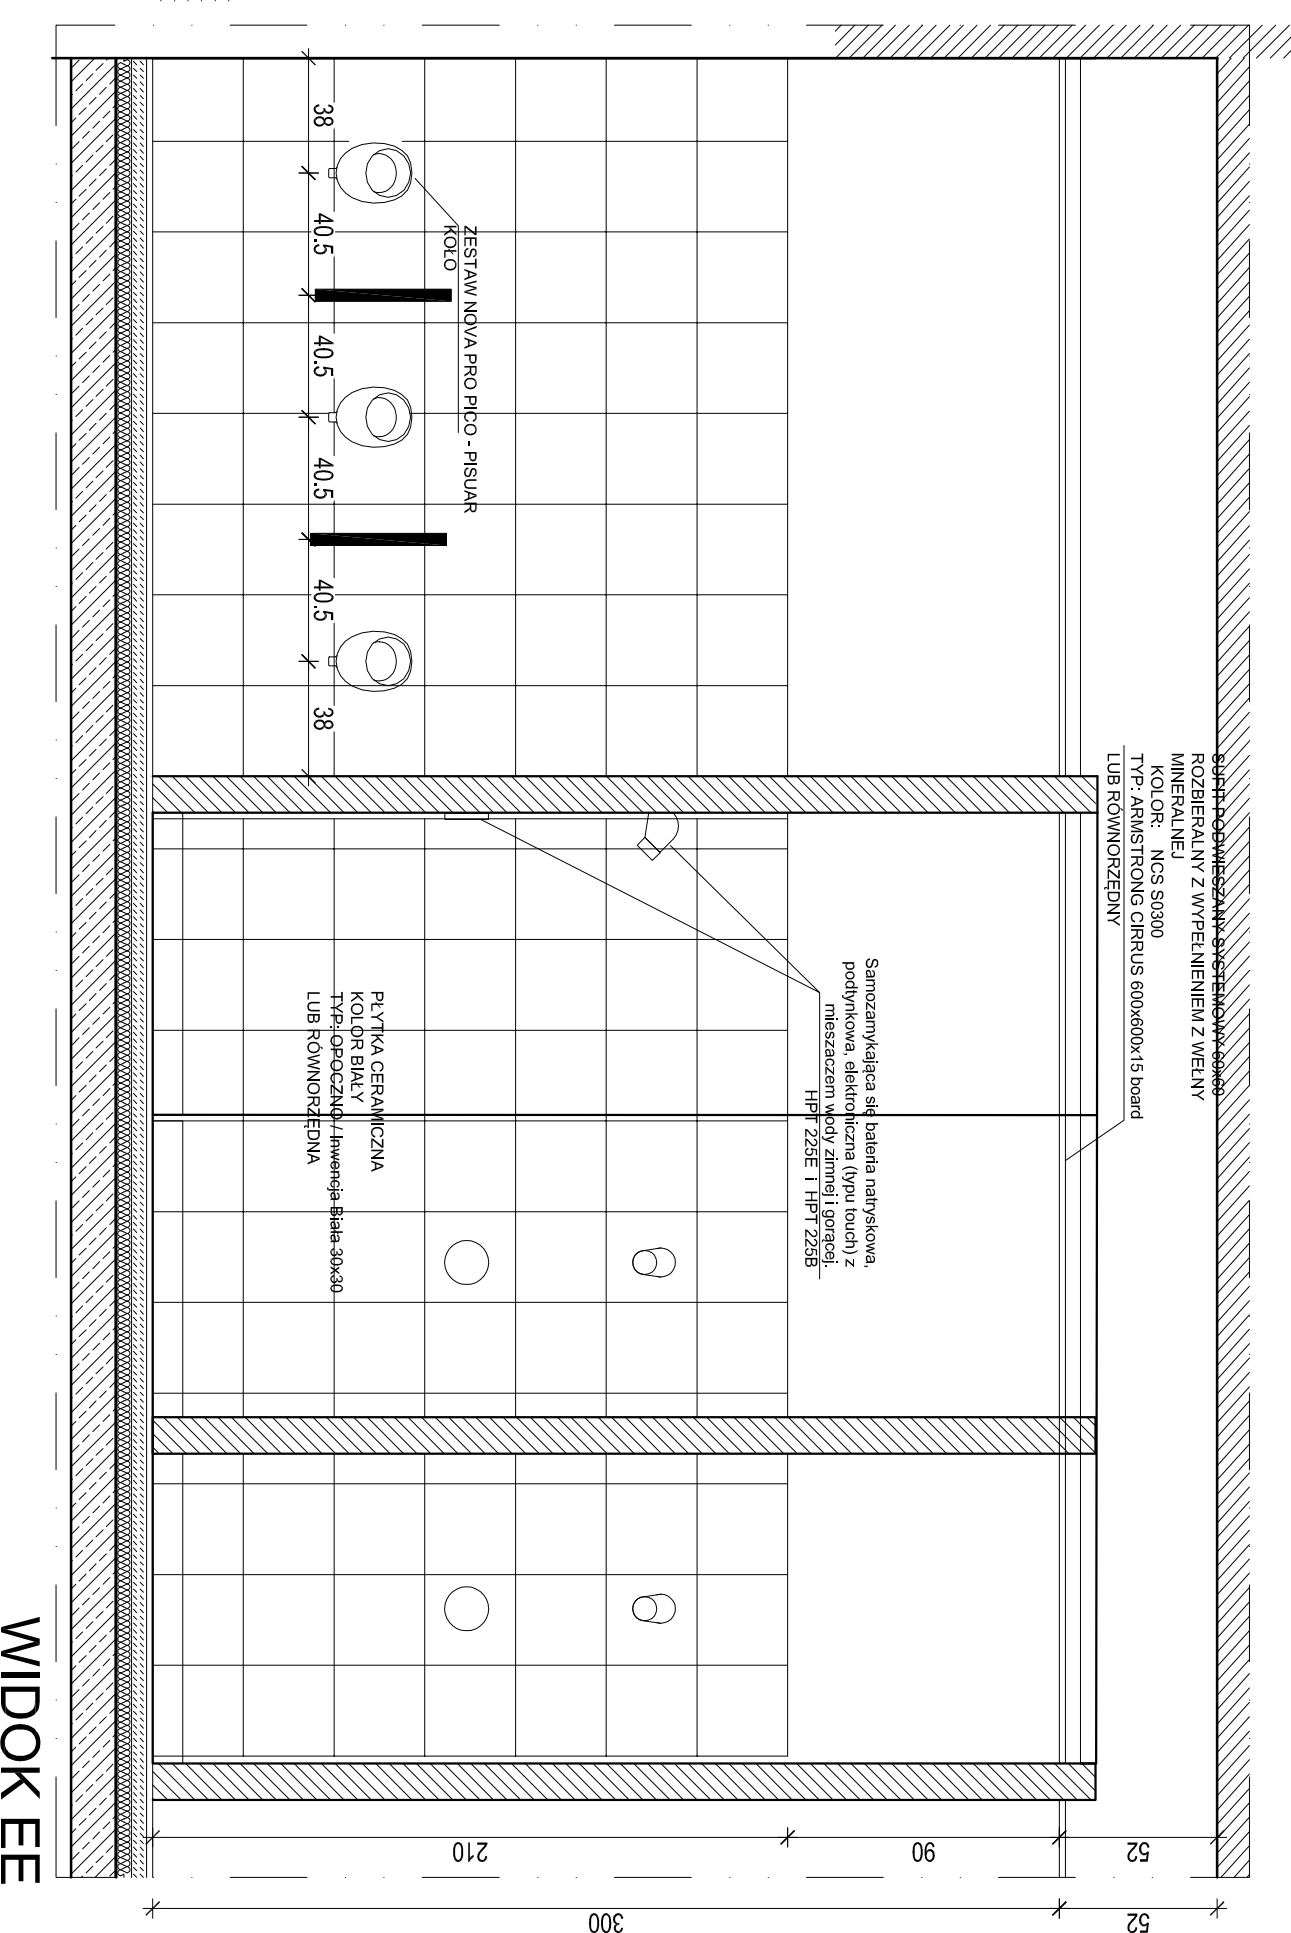 SUFIT PODWIESZANY SYSTEMOWY 60x60
ROZBIERALNY Z WYPEŁNIENIEM Z WEŁNY
MINERALNEJ
KOLOR: NCS S0300
TYP: ARMSTRONG CIRRUS 600x600x15 board
LUB RÓWNORZĘDNY
Samozamykająca się bateria natryskowa,
podtynkowa, elektroniczna (typu touch) z
mieszaczem wody zimnej i gorącej.
HPT 225E i HPT 225B
ZESTAW NOVA PRO PICO - PISUAR
KOŁO
PŁYTKA CERAMICZNA
KOLOR BIAŁY
TYP: OPOCZNO / Inwencja Biała 30x30
LUB RÓWNORZĘDNA
38
40.5
40.5
40.5
40.5
38
52
90
210
52
300
WIDOK EE